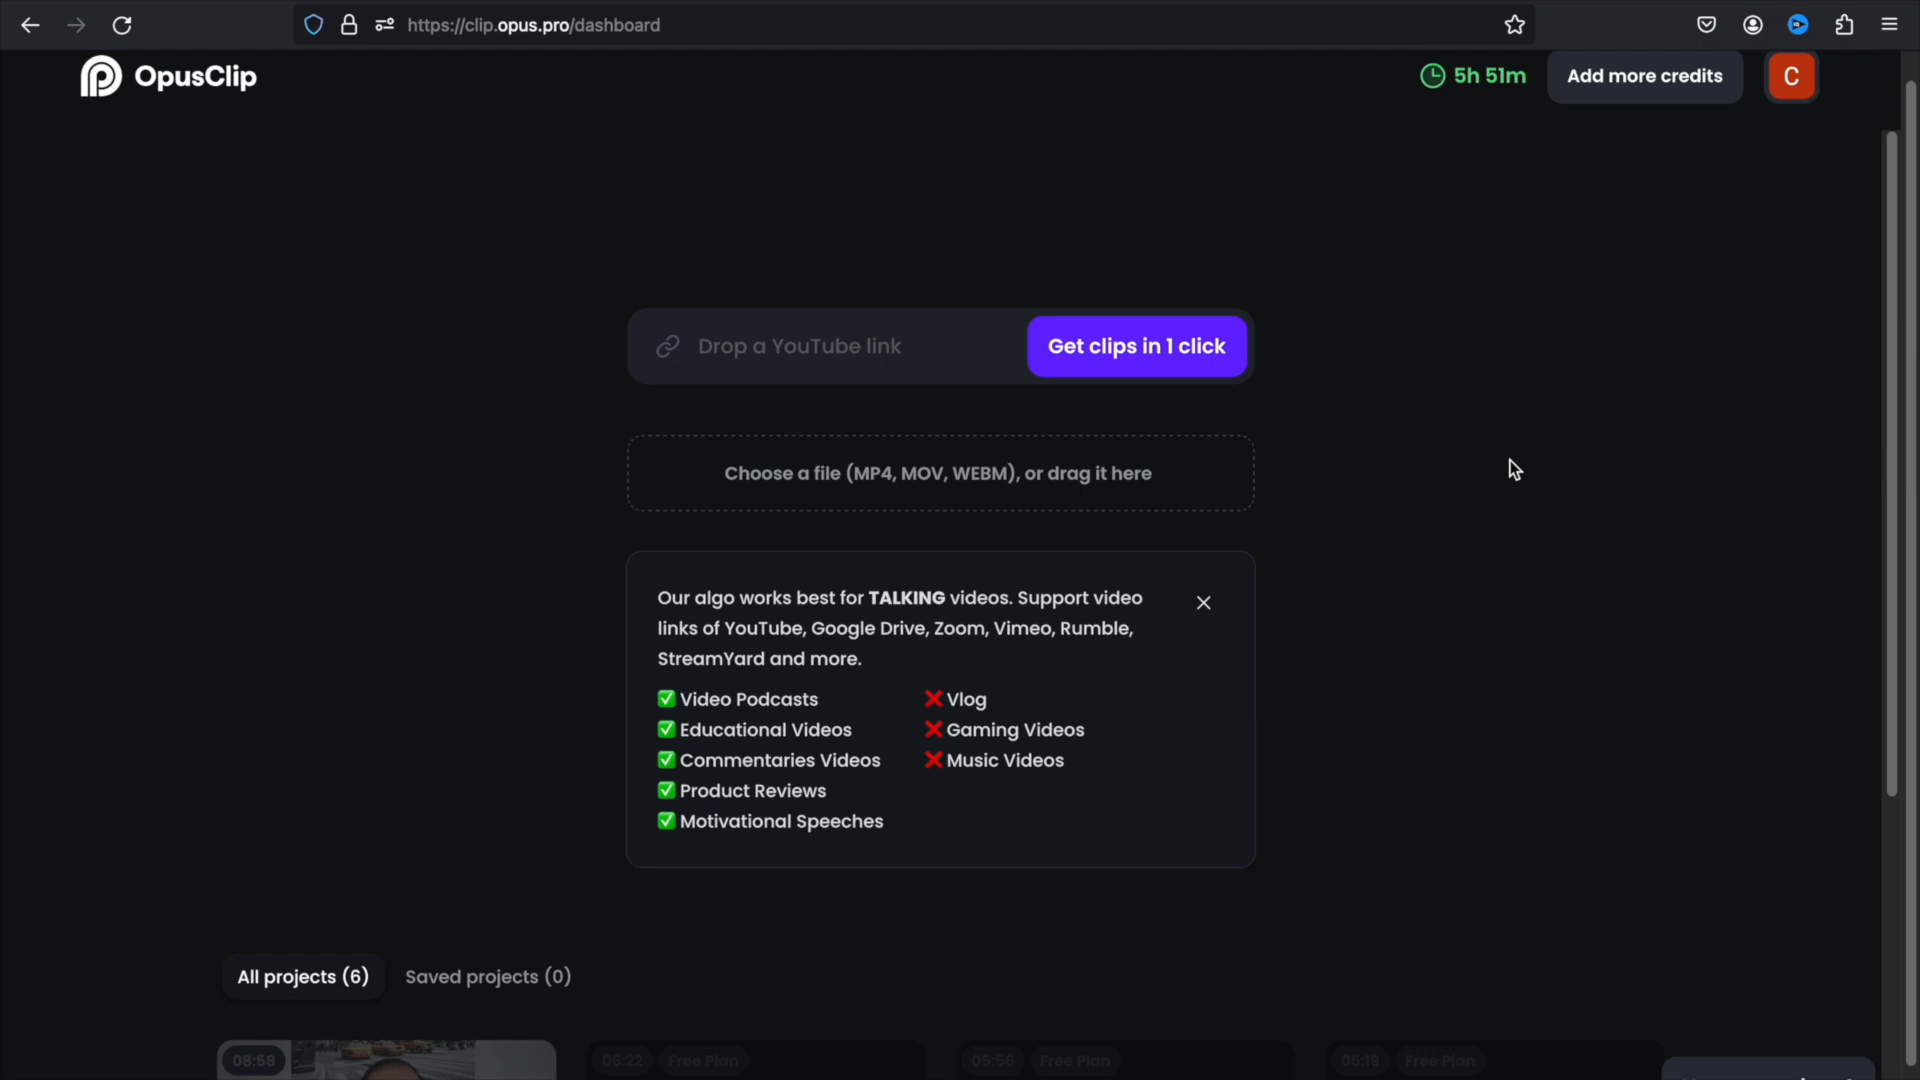 https://clip.opus.pro/dashboard
OpusClip
5h 51m
Add more credits
C
Drop a YouTube link
Get clips in 1 click
Choose a file (MP4, MOV, WEBM), or drag it here
Our algo works best for TALKING videos. Support video
links of YouTube, Google Drive, Zoom, Vimeo, Rumble,
StreamYard and more.
✅ Video Podcasts
❌ Vlog
✅ Educational Videos
❌ Gaming Videos
✅ Commentaries Videos
❌ Music Videos
✅ Product Reviews
✅ Motivational Speeches
All projects (6)
Saved projects (0)
08:58
06:22
Free Plan
05:56
Free Plan
05:19
Free Plan